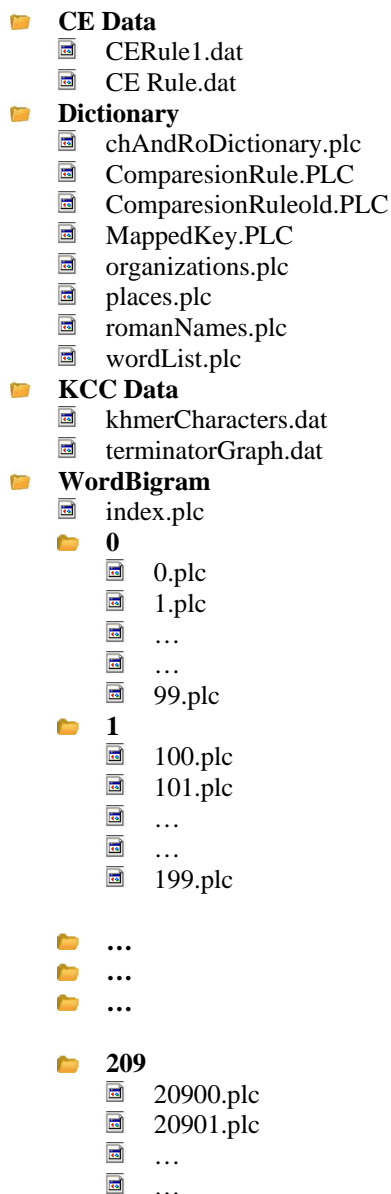 CE Data
CERule1.dat
CE Rule.dat
Dictionary
chAndRoDictionary.plc
ComparesionRule.PLC
ComparesionRuleold.PLC
MappedKey.PLC
organizations.plc
places.plc
romanNames.plc
wordList.plc
KCC Data
khmerCharacters.dat
terminatorGraph.dat
WordBigram
index.plc
0
0.plc
1.plc
…
…
99.plc
1
100.plc
101.plc
…
…
199.plc
…
…
…
209
20900.plc
20901.plc
…
…